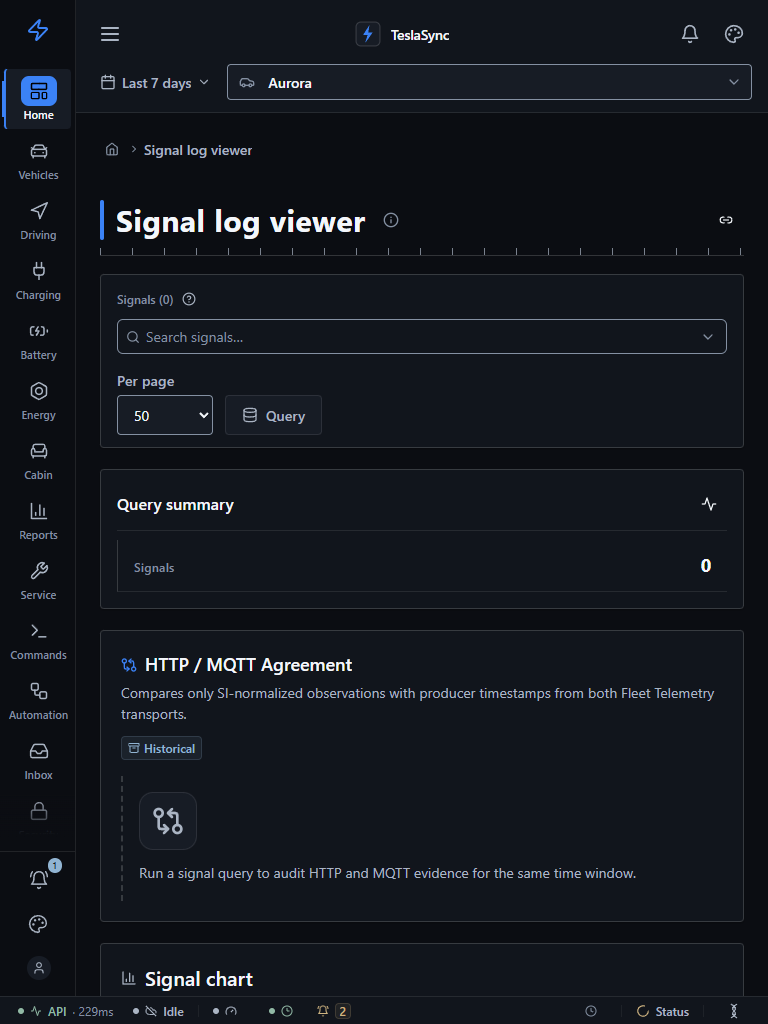 TeslaSync
Last 7 days
Aurora
Home
Vehicles
Driving
Charging
Battery
Energy
Cabin
Reports
Service
Commands
Automation
Inbox
1
Signal log viewer
Signal log viewer
Signals (0)
Search signals...
Per page
50
Query
Query summary
Signals
0
HTTP / MQTT Agreement
Compares only SI-normalized observations with producer timestamps from both Fleet Telemetry
transports.
Historical
Run a signal query to audit HTTP and MQTT evidence for the same time window.
Signal chart
API · 229ms
Idle
2
Status